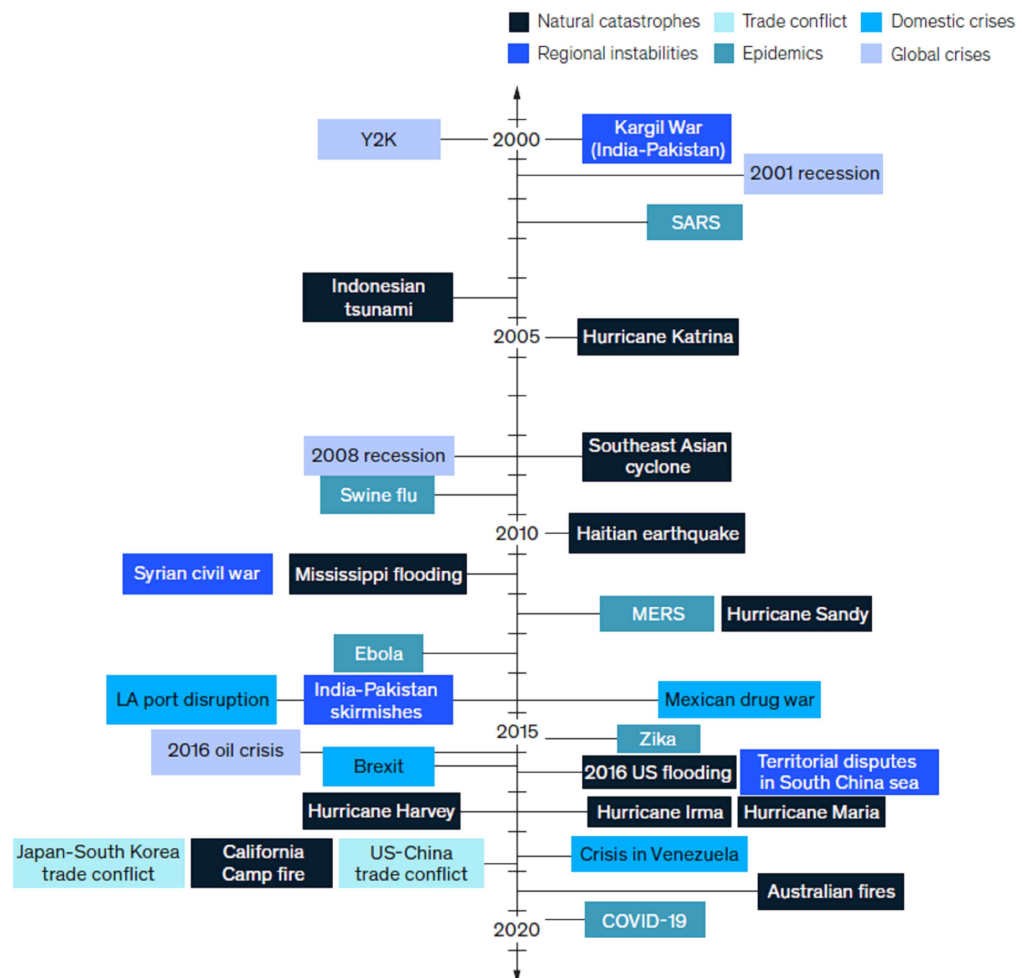 Natural catastrophes
Trade conflict
Domestic crises
Regional instabilities
Epidemics
Global crises
Y2K
2000
Kargil War
(India-Pakistan)
2001 recession
SARS
Indonesian
tsunami
2005
Hurricane Katrina
2008 recession
Southeast Asian
cyclone
Swine flu
2010
Haitian earthquake
Syrian civil war
Mississippi flooding
MERS
Hurricane Sandy
Ebola
LA port disruption
India-Pakistan
skirmishes
Mexican drug war
2015
Zika
2016 oil crisis
Brexit
2016 US flooding
Territorial disputes
in South China sea
Hurricane Harvey
Hurricane Irma
Hurricane Maria
Japan-South Korea
trade conflict
California
Camp fire
US-China
trade conflict
Crisis in Venezuela
Australian fires
COVID-19
2020